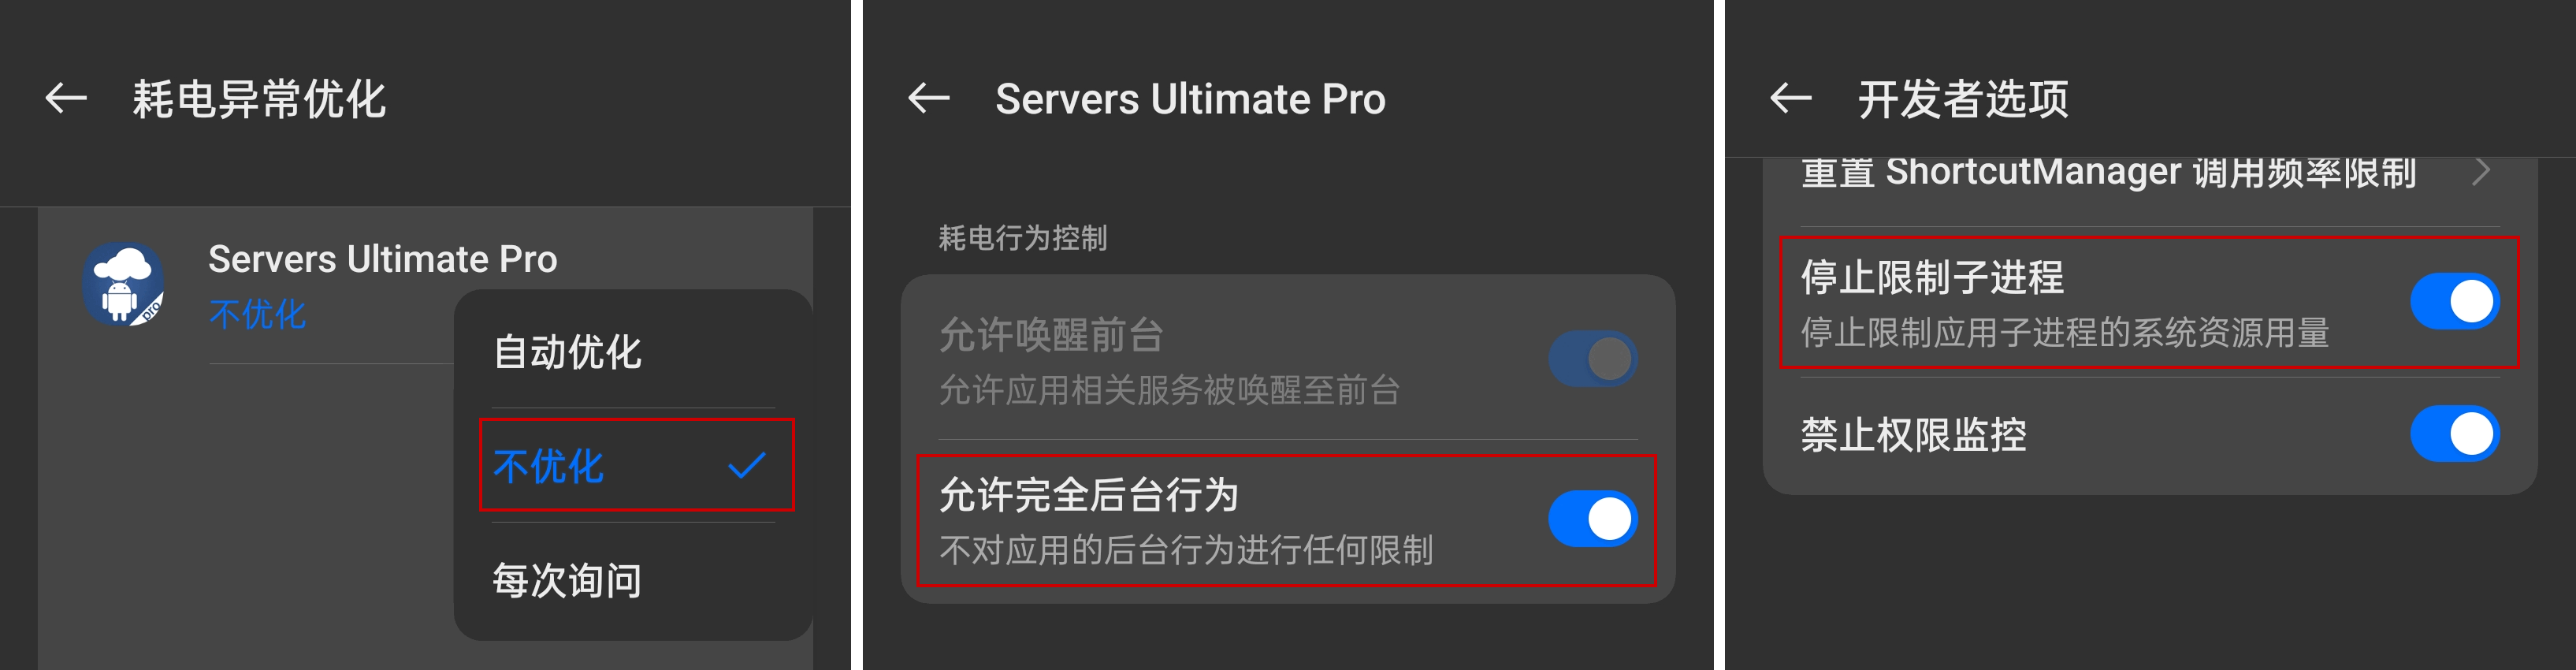 耗电异常优化
Servers Ultimate Pro
不优化
pro
自动优化
不优化
每次询问
Servers Ultimate Pro
耗电行为控制
允许唤醒前台
允许应用相关服务被唤醒至前台
允许完全后台行为
不对应用的后台行为进行任何限制
开发者选项
重置 ShortcutManager 调用频率限制
停止限制子进程
停止限制应用子进程的系统资源用量
禁止权限监控